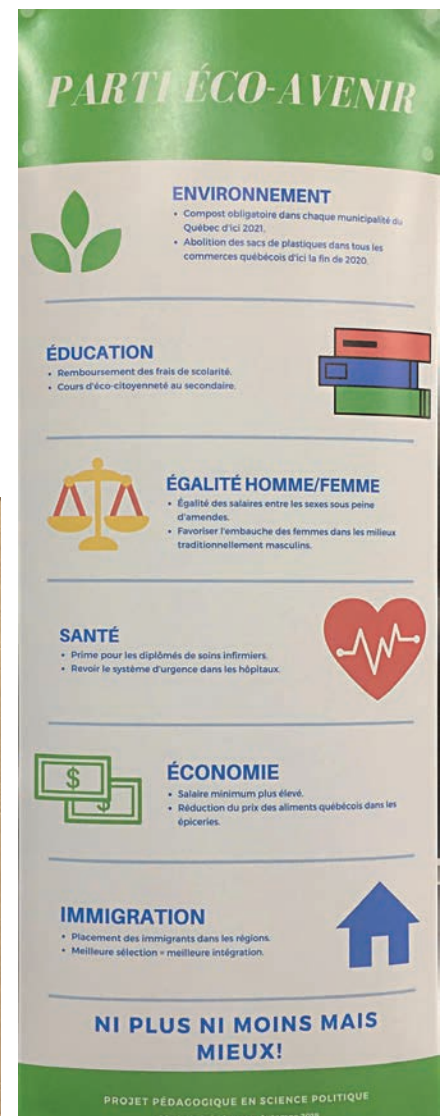 PARTI ÉCO-AVENIR
ENVIRONNEMENT
• Compost obligatoire dans chaque municipalité du
Québec d'ici 2021.
• Abolition des sacs de plastiques dans tous les
commerces québécois d'ici la fin de 2020.
ÉDUCATION
• Remboursement des frais de scolarité.
• Cours d'éco-citoyenneté au secondaire.
ÉGALITÉ HOMME/FEMME
• Égalité des salaires entre les sexes sous peine
d'amendes.
• Favoriser l'embauche des femmes dans les milieux
traditionnellement masculins.
SANTÉ
• Prime pour les diplômés de soins infirmiers.
• Revoir le système d'urgence dans les hôpitaux.
$
$
ÉCONOMIE
• Salaire minimum plus élevé.
• Réduction du prix des aliments québécois dans les
épiceries.
IMMIGRATION
• Placement des immigrants dans les régions.
• Meilleure sélection = meilleure intégration.
NI PLUS NI MOINS MAIS
MIEUX!
PROJET PÉDAGOGIQUE EN SCIENCE POLITIQUE